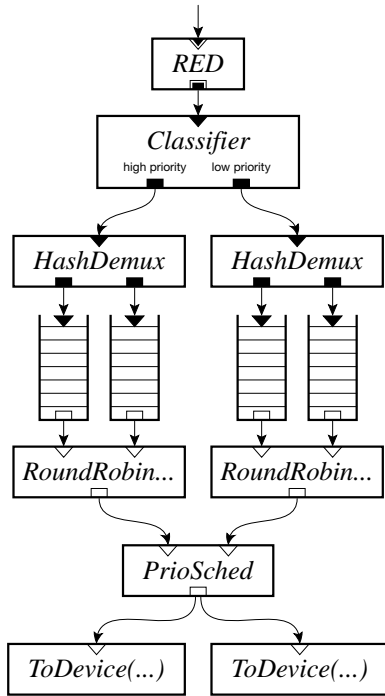 RED
Classifier
high priority low priority
HashDemux HashDemux
RoundRobin... RoundRobin...
PrioSched
ToDevice(...) ToDevice(...)